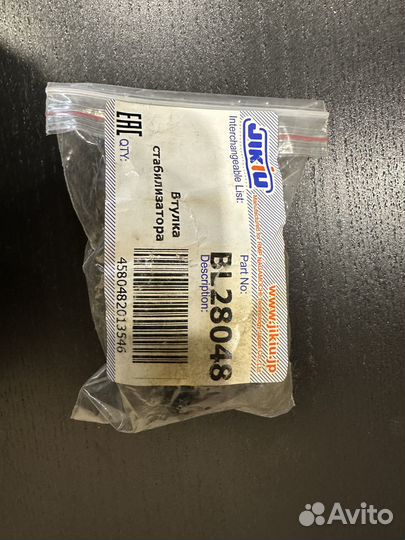 JIKIU
Interchangeable List:
www.jikiu.jp
Part No:
BL28048
Description:
Втулка
стабилизатора
EAC
QTY:
4580482013546
Avito